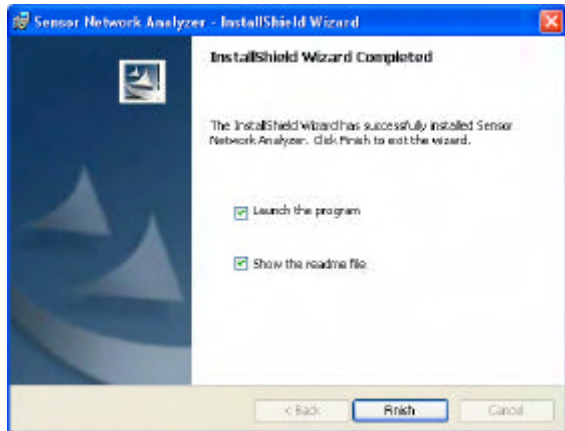 Sensor Network Analyzer - InstallShield Wizard
InstallShield Wizard Completed
The InstallShield Wizard has successfully installed Sensor
Network Analyzer. Click Finish to exit the wizard.
Launch the program
Show the readme file
< Back
Finish
Cancel